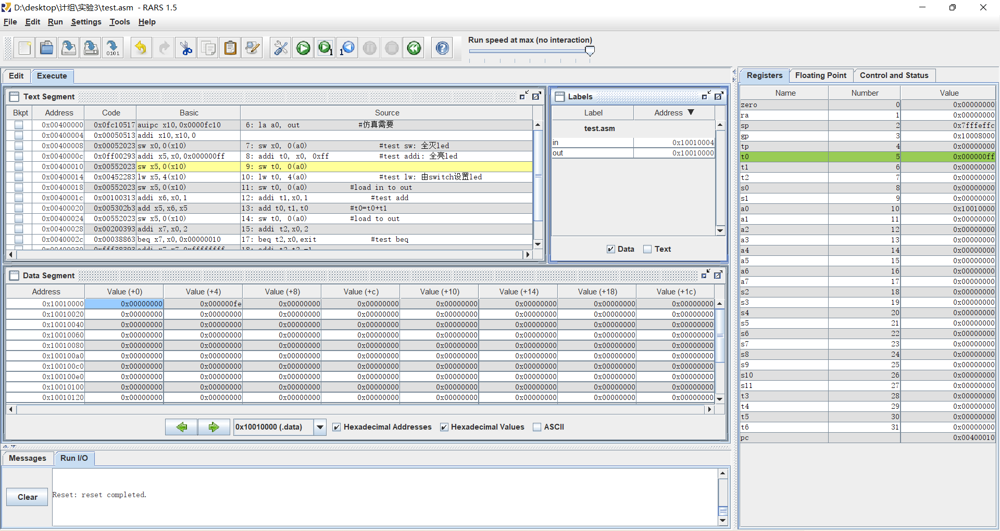 D:\desktop\计组\实验3\test.asm - RARS 1.5
File Edit Run Settings Tools Help
Run speed at max (no interaction)
Edit Execute
Text Segment
Bkpt Address Code Basic Source
0x00400000 0x0fc10517 auipc x10,0x0000fc10 6: la a0, out #仿真需要
0x00400004 0x00050513 addi x10,x10,0
0x00400008 0x00052023 sw x0,0(x10) 7: sw x0, 0(a0) #test sw: 全灭led
0x0040000c 0x0ff00293 addi x5,x0,0x000000ff 8: addi t0, x0, 0xff #test addi: 全亮led
0x00400010 0x00552023 sw x5,0(x10) 9: sw t0, 0(a0)
0x00400014 0x00452283 lw x5,4(x10) 10: lw t0, 4(a0) #test lw: 由switch设置led
0x00400018 0x00552023 sw x5,0(x10) 11: sw t0, 0(a0) #load in to out
0x0040001c 0x00100313 addi x6,x0,1 12: addi t1,x0,1 #test add
0x00400020 0x005302b3 add x5,x6,x5 13: add t0,t1,t0 #t0=t0+t1
0x00400024 0x00552023 sw x5,0(x10) 14: sw t0, 0(a0) #load to out
0x00400028 0x00200393 addi x7,x0,2 15: addi t2,x0,2
0x0040002c 0x00038863 beq x7,x0,0x00000010 17: beq t2,x0,exit #test beq
0x00400030 0xfff38393 addi x7,x7,0xffffffff 18: addi t2,t2,-1
Labels
Label Address ▼
test.asm
in 0x10010004
out 0x10010000
Data Text
Data Segment
Address Value (+0) Value (+4) Value (+8) Value (+c) Value (+10) Value (+14) Value (+18) Value (+1c)
0x10010000 0x00000000 0x000000fe 0x00000000 0x00000000 0x00000000 0x00000000 0x00000000 0x00000000
0x10010020 0x00000000 0x00000000 0x00000000 0x00000000 0x00000000 0x00000000 0x00000000 0x00000000
0x10010040 0x00000000 0x00000000 0x00000000 0x00000000 0x00000000 0x00000000 0x00000000 0x00000000
0x10010060 0x00000000 0x00000000 0x00000000 0x00000000 0x00000000 0x00000000 0x00000000 0x00000000
0x10010080 0x00000000 0x00000000 0x00000000 0x00000000 0x00000000 0x00000000 0x00000000 0x00000000
0x100100a0 0x00000000 0x00000000 0x00000000 0x00000000 0x00000000 0x00000000 0x00000000 0x00000000
0x100100c0 0x00000000 0x00000000 0x00000000 0x00000000 0x00000000 0x00000000 0x00000000 0x00000000
0x100100e0 0x00000000 0x00000000 0x00000000 0x00000000 0x00000000 0x00000000 0x00000000 0x00000000
0x10010100 0x00000000 0x00000000 0x00000000 0x00000000 0x00000000 0x00000000 0x00000000 0x00000000
0x10010120 0x00000000 0x00000000 0x00000000 0x00000000 0x00000000 0x00000000 0x00000000 0x00000000
0x10010000 (.data) Hexadecimal Addresses Hexadecimal Values ASCII
Messages Run I/O
Clear
Reset: reset completed.
Registers Floating Point Control and Status
Name Number Value
zero 0 0x00000000
ra 1 0x00000000
sp 2 0x7fffeffc
gp 3 0x10008000
tp 4 0x00000000
t0 5 0x000000ff
t1 6 0x00000000
t2 7 0x00000000
s0 8 0x00000000
s1 9 0x00000000
a0 10 0x10010000
a1 11 0x00000000
a2 12 0x00000000
a3 13 0x00000000
a4 14 0x00000000
a5 15 0x00000000
a6 16 0x00000000
a7 17 0x00000000
s2 18 0x00000000
s3 19 0x00000000
s4 20 0x00000000
s5 21 0x00000000
s6 22 0x00000000
s7 23 0x00000000
s8 24 0x00000000
s9 25 0x00000000
s10 26 0x00000000
s11 27 0x00000000
t3 28 0x00000000
t4 29 0x00000000
t5 30 0x00000000
t6 31 0x00000000
pc 0x00400010